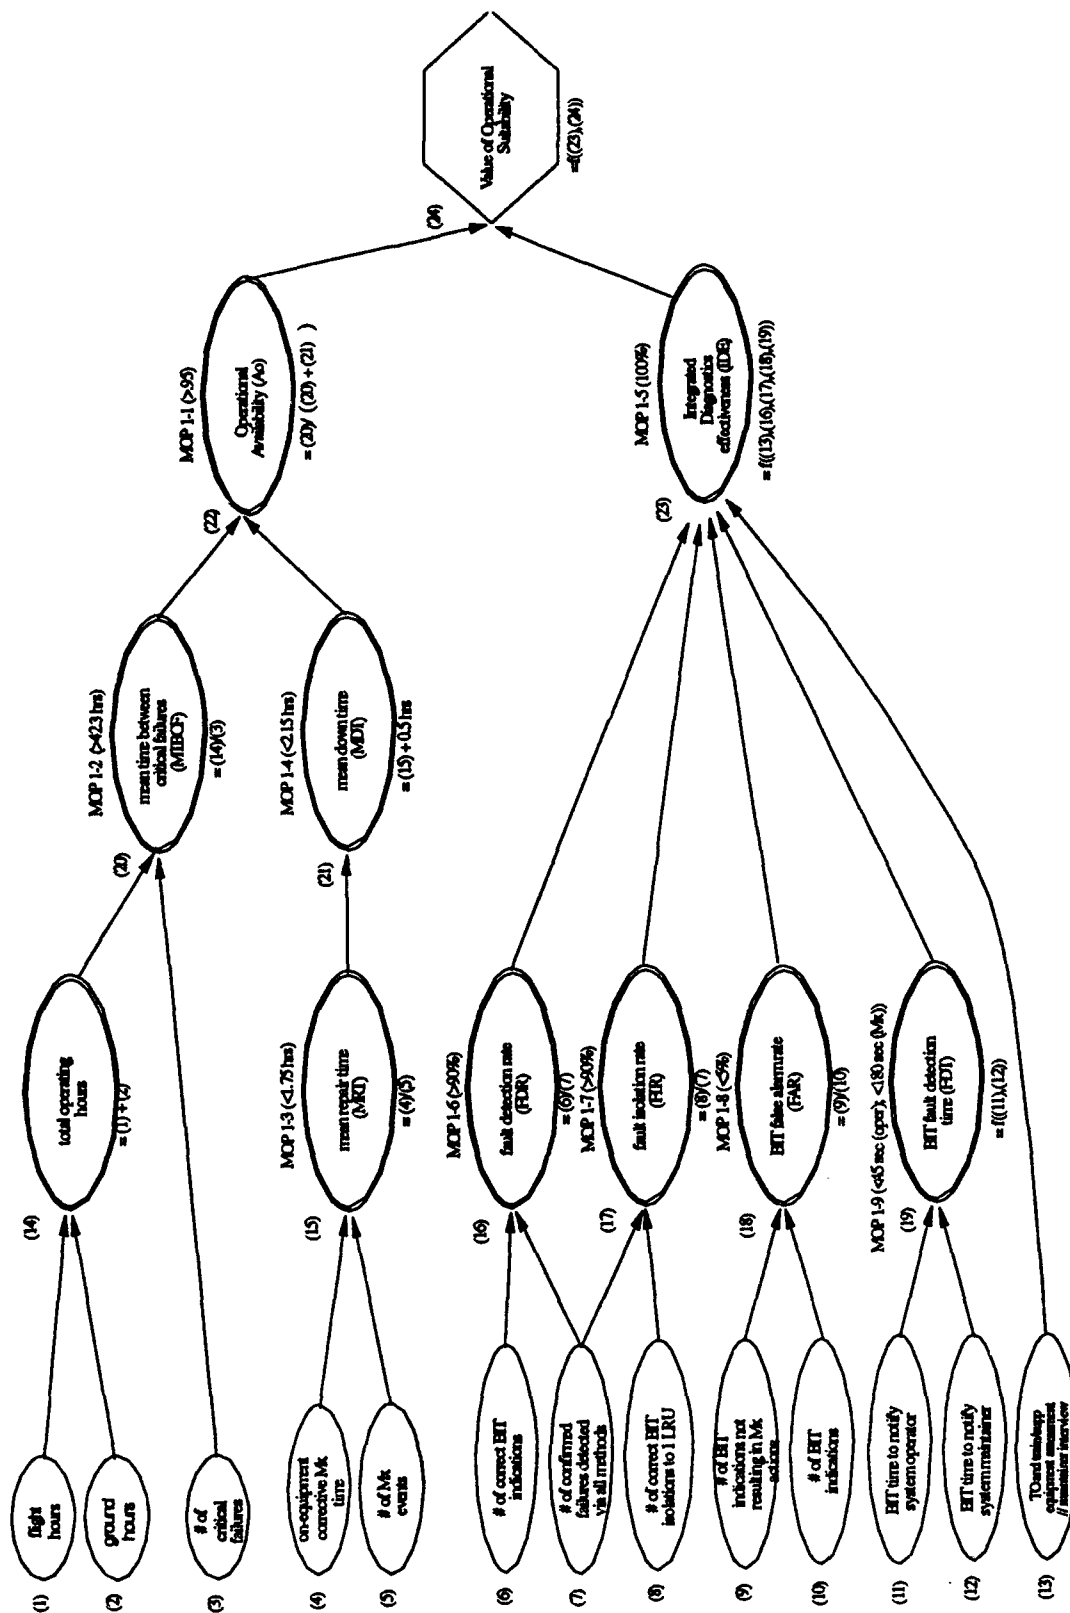 (1)
flight
hours
(2)
ground
hours
(3)
# of
critical
failures
(4)
on-equipment
corrective Mx
time
(5)
# of Mx
events
(6)
# of correct BIT
indications
(7)
# of confirmed
failures detected
via all methods
(8)
# of correct BIT
isolations to 1 LRU
(9)
# of BIT
indications not
resulting in Mx
actions
(10)
# of BIT
indications
(11)
BIT time to notify
system operator
(12)
BIT time to notify
system maintainer
(13)
TO and
equipment assessment
// maintainer interview
(14)
total operating
hours
= (1) + (2)
(15)
MOP 1-3 (<1.75 hrs)
mean repair time
(MRT)
= (4)/(5)
(16)
MOP 1-6 (>90%)
fault detection rate
(FDR)
= (6)/(7)
(17)
MOP 1-7 (>90%)
fault isolation rate
(FIR)
= (8)/(7)
(18)
MOP 1-8 (<5%)
BIT false alarm rate
(FAR)
= (9)/(10)
(19)
MOP 1-9 (<45 sec (oper), <180 sec (Mx))
BIT fault detection
time (FDT)
= f((11),(12))
(20)
MOP 1-2 (>42.3 hrs)
mean time between
critical failures
(MTBCF)
= (14)/(3)
(21)
MOP 1-4 (<2.15 hrs)
mean down time
(MDT)
= (15) + 0.5 hrs
(22)
MOP 1-1 (>.95)
Operational
Availability (Ao)
= (20)/ ((20) + (21) )
(23)
MOP 1-5 (100%)
Integrated
Diagnostics
effectiveness (IDE)
= f((13),(16),(17),(18),(19))
(24)
Value of Operational
Suitability
=f((23),(24))